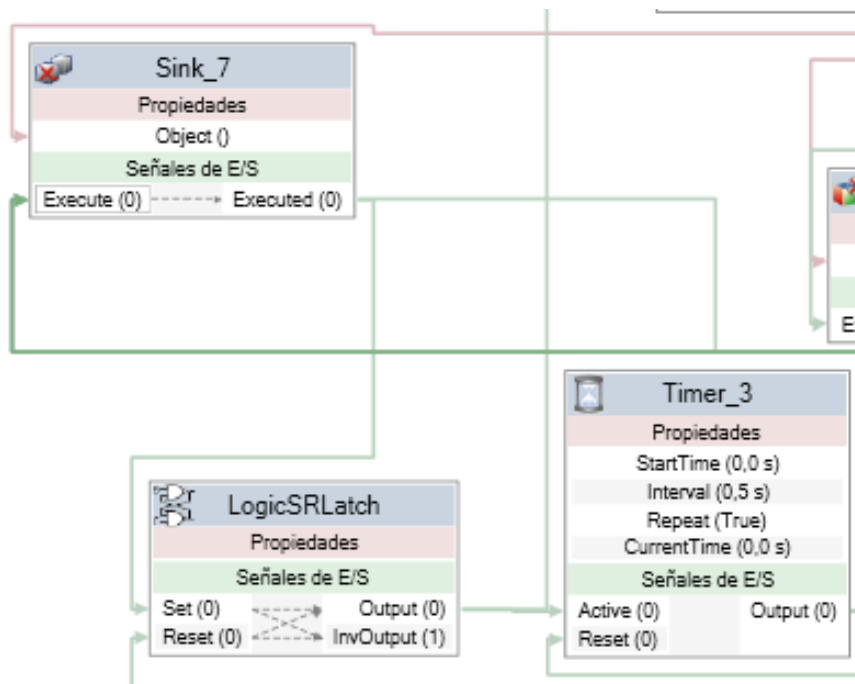 Sink_7
Propiedades
Object ()
Señales de E/S
Execute (0) Executed (0)
LogicSRLatch
Propiedades
Señales de E/S
Set (0) Output (0)
Reset (0) InvOutput (1)
Timer_3
Propiedades
StartTime (0,0 s)
Interval (0,5 s)
Repeat (True)
CurrentTime (0,0 s)
Señales de E/S
Active (0) Output (0)
Reset (0)